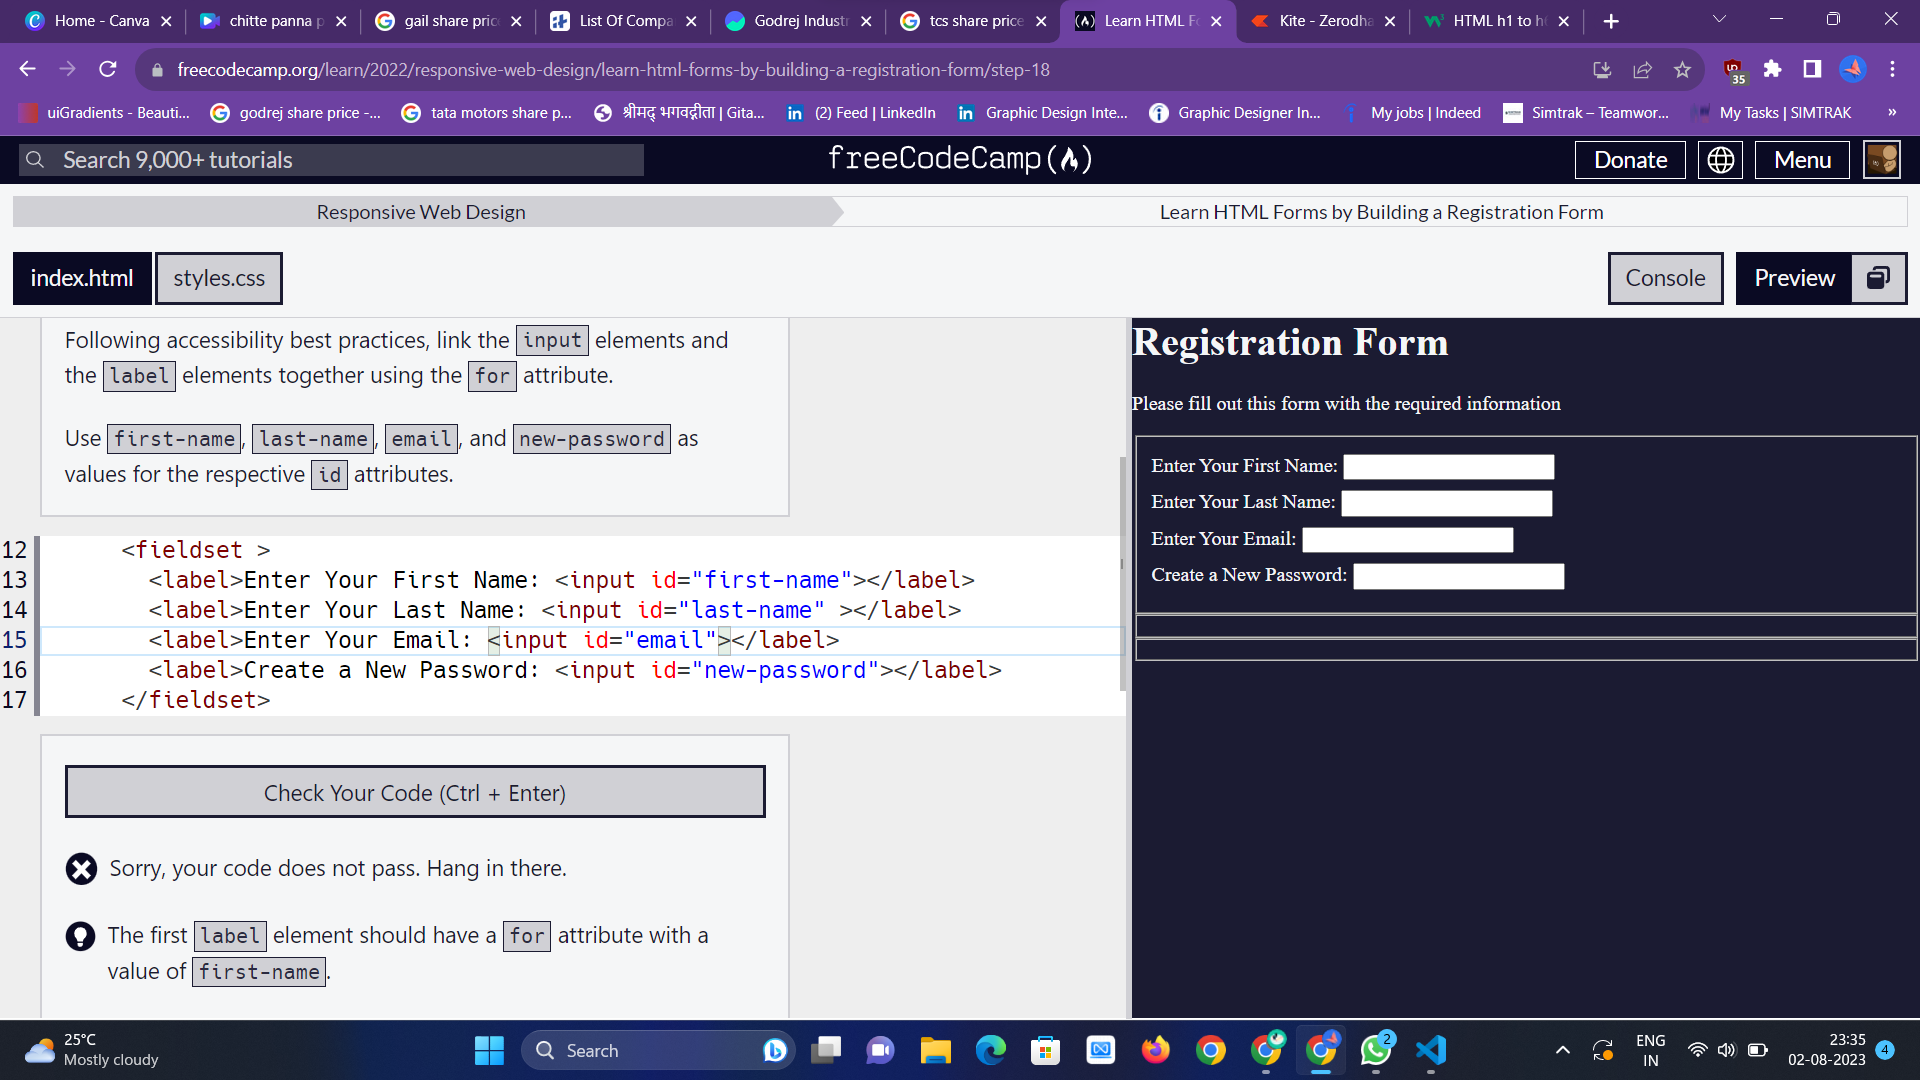 Home - Canva
chitte panna p
gail share pric
List Of Compa
Godrej Industr
tcs share price
Learn HTML Fo
Kite - Zerodha
HTML h1 to h6
freecodecamp.org/learn/2022/responsive-web-design/learn-html-forms-by-building-a-registration-form/step-18
35
uiGradients - Beauti...
godrej share price -...
tata motors share p...
श्रीमद् भगवद्गीता | Gita...
(2) Feed | LinkedIn
Graphic Design Inte...
Graphic Designer In...
My jobs | Indeed
Simtrak – Teamwor...
My Tasks | SIMTRAK
»
Search 9,000+ tutorials
freeCodeCamp
Donate
Menu
Responsive Web Design
Learn HTML Forms by Building a Registration Form
index.html
styles.css
Console
Preview
Following accessibility best practices, link the input elements and
the label elements together using the for attribute.
Use first-name, last-name, email, and new-password as
values for the respective id attributes.
12 <fieldset >
13 <label>Enter Your First Name: <input id="first-name"></label>
14 <label>Enter Your Last Name: <input id="last-name" ></label>
15 <label>Enter Your Email: <input id="email"></label>
16 <label>Create a New Password: <input id="new-password"></label>
17 </fieldset>
Check Your Code (Ctrl + Enter)
Sorry, your code does not pass. Hang in there.
The first label element should have a for attribute with a
value of first-name.
Registration Form
Please fill out this form with the required information
Enter Your First Name:
Enter Your Last Name:
Enter Your Email:
Create a New Password:
25°C
Mostly cloudy
Search
2
ENG
IN
23:35
02-08-2023
4